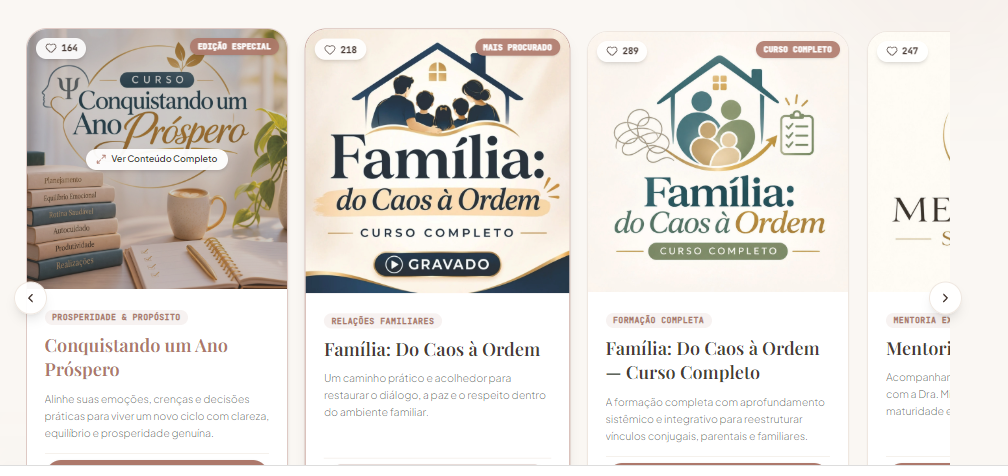 164
EDIÇÃO ESPECIAL
CURSO
Conquistando um
Ano Próspero
Ver Conteúdo Completo
Planejamento
Equilíbrio Emocional
Rotina Saudável
Autocuidado
Produtividade
Realizações
PROSPERIDADE & PROPÓSITO
Conquistando um Ano
Próspero
Alinhe suas emoções, crenças e decisões
práticas para viver um novo ciclo com clareza,
equilíbrio e prosperidade genuína.
218
MAIS PROCURADO
Família:
do Caos à Ordem
CURSO COMPLETO
GRAVADO
RELAÇÕES FAMILIARES
Família: Do Caos à Ordem
Um caminho prático e acolhedor para
restaurar o diálogo, a paz e o respeito dentro
do ambiente familiar.
289
CURSO COMPLETO
Família:
do Caos à Ordem
CURSO COMPLETO
FORMAÇÃO COMPLETA
Família: Do Caos à Ordem
— Curso Completo
A formação completa com aprofundamento
sistêmico e integrativo para reestruturar
vínculos conjugais, parentais e familiares.
247
ME
S
MENTORIA E
Mentori
Acompanha
com a Dra. M
maturidade e